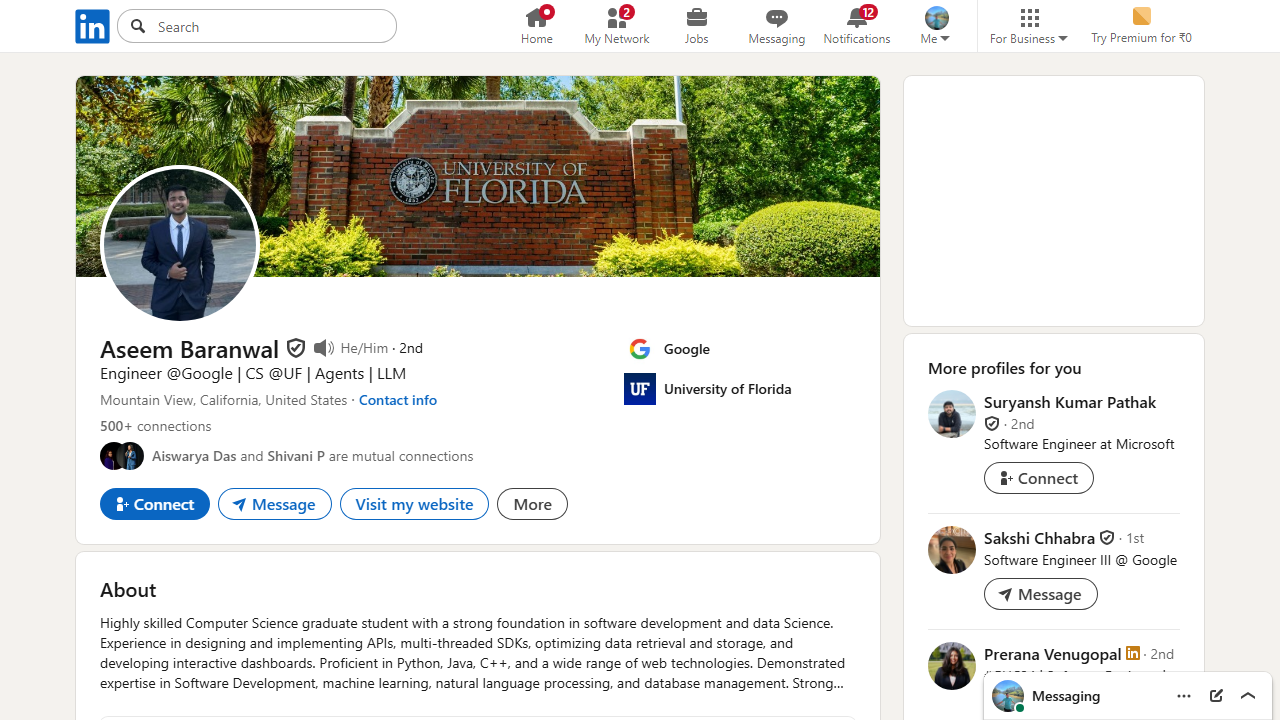 in
Search
Home
2
My Network
Jobs
Messaging
12
Notifications
Me
For Business
Try Premium for ₹0
UNIVERSITY OF
FLORIDA
Aseem Baranwal
He/Him · 2nd
Engineer @Google | CS @UF | Agents | LLM
Mountain View, California, United States · Contact info
500+ connections
Aiswarya Das and Shivani P are mutual connections
Google
UF University of Florida
Connect
Message
Visit my website
More
About
Highly skilled Computer Science graduate student with a strong foundation in software development and data Science.
Experience in designing and implementing APIs, multi-threaded SDKs, optimizing data retrieval and storage, and
developing interactive dashboards. Proficient in Python, Java, C++, and a wide range of web technologies. Demonstrated
expertise in Software Development, machine learning, natural language processing, and database management. Strong...
More profiles for you
Suryansh Kumar Pathak
· 2nd
Software Engineer at Microsoft
Connect
Sakshi Chhabra · 1st
Software Engineer III @ Google
Message
Prerana Venugopal in · 2nd
Messaging